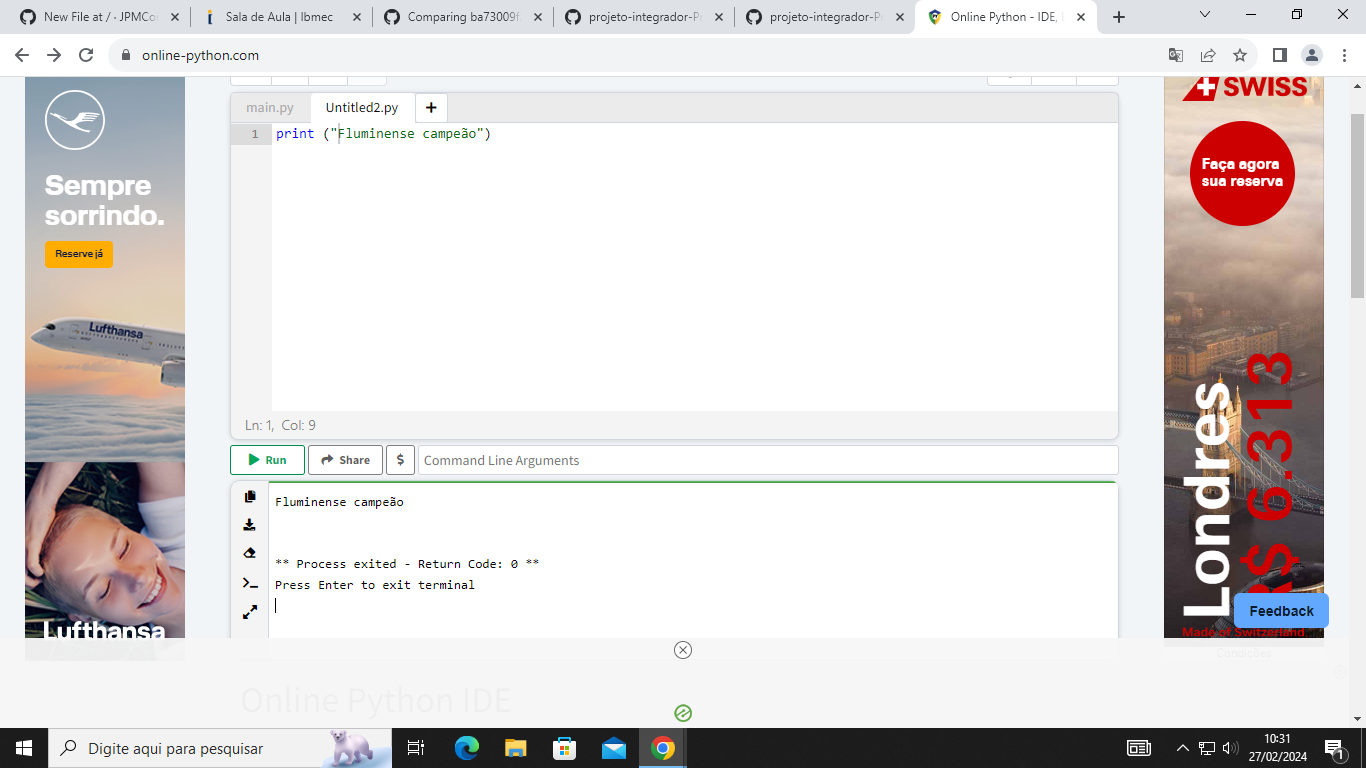 New File at / · JPMCo
Sala de Aula | Ibmec
Comparing ba73009f
projeto-integrador-P
projeto-integrador-P
Online Python - IDE,
online-python.com
Sempre
sorrindo.
Reserve já
Lufthansa
Lufthansa
main.py
Untitled2.py
+
1 print ("Fluminense campeão")
Ln: 1, Col: 9
Run
Share
$
Command Line Arguments
Fluminense campeão
** Process exited - Return Code: 0 **
Press Enter to exit terminal
Online Python IDE
SWISS
Faça agora
sua reserva
Londres
R$ 6.313
Made of Switzerland
Condições
Feedback
Digite aqui para pesquisar
10:31
27/02/2024
1